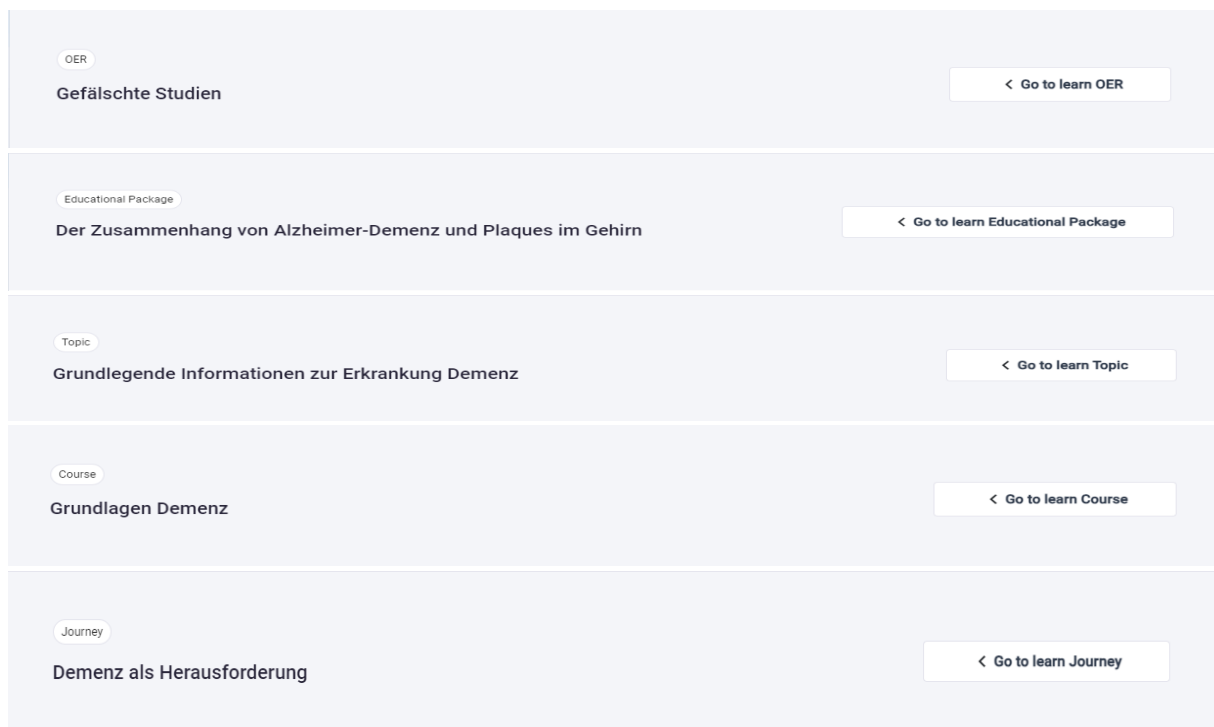 OER
Gefälschte Studien
< Go to learn OER
Educational Package
Der Zusammenhang von Alzheimer-Demenz und Plaques im Gehirn
< Go to learn Educational Package
Topic
Grundlegende Informationen zur Erkrankung Demenz
< Go to learn Topic
Course
Grundlagen Demenz
< Go to learn Course
Journey
Demenz als Herausforderung
< Go to learn Journey